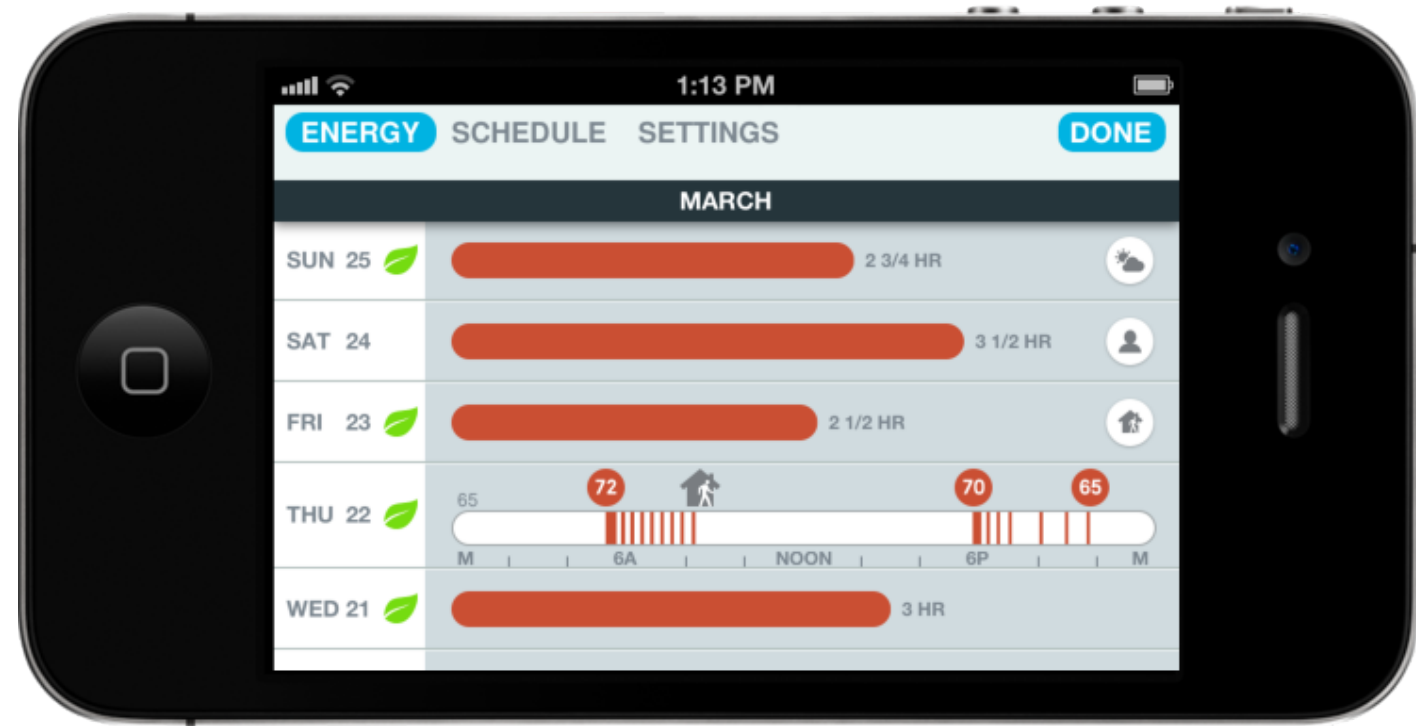 1:13 PM
ENERGY SCHEDULE SETTINGS DONE
MARCH
SUN 25 2 3/4 HR
SAT 24 3 1/2 HR
FRI 23 2 1/2 HR
THU 22 65 72 70 65
M 6A NOON 6P M
WED 21 3 HR